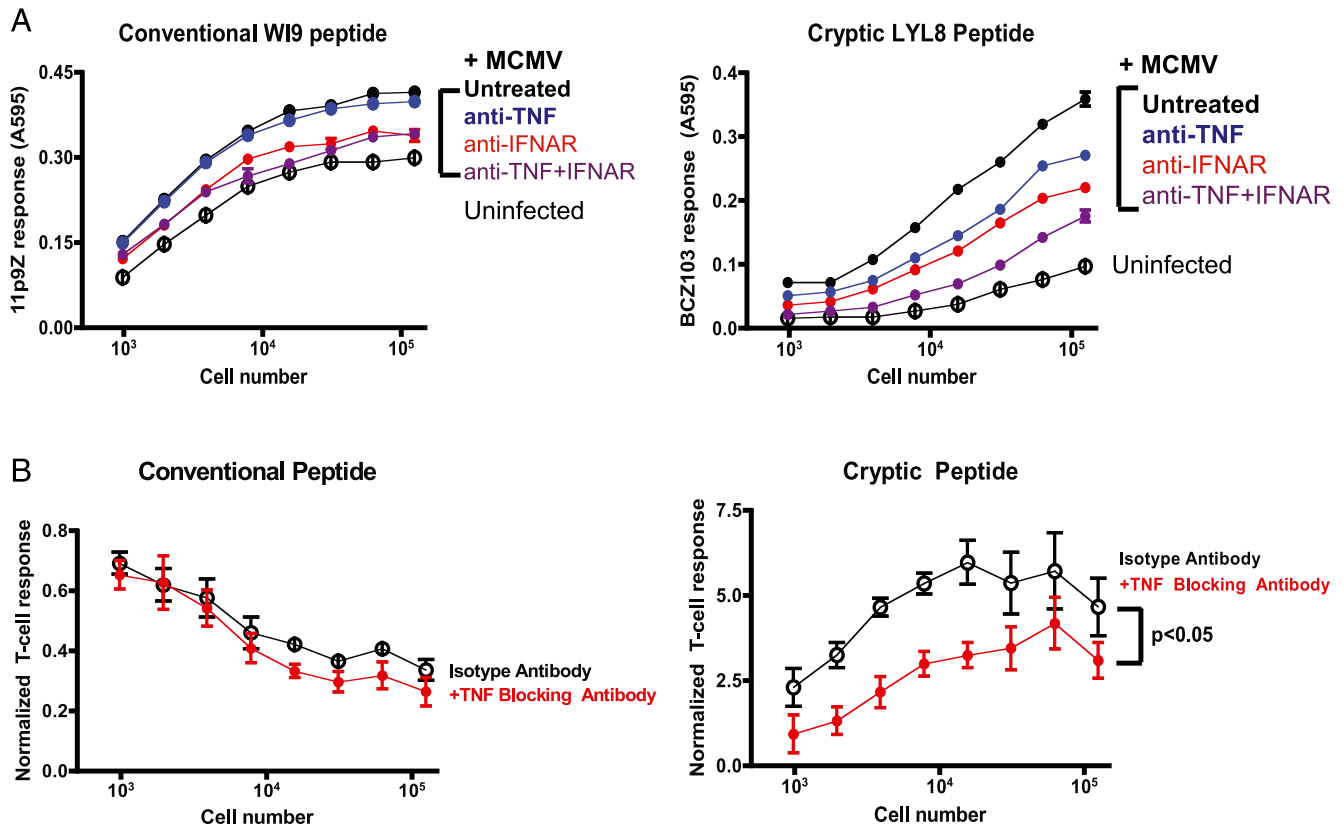 A
Conventional WI9 peptide
11p9Z response (A595)
0.45
0.30
0.15
0.00
10³
10⁴
10⁵
Cell number
+ MCMV
Untreated
anti-TNF
anti-IFNAR
anti-TNF+IFNAR
Uninfected
Cryptic LYL8 Peptide
BCZ103 response (A595)
0.4
0.3
0.2
0.1
0.0
10³
10⁴
10⁵
Cell number
+ MCMV
Untreated
anti-TNF
anti-IFNAR
anti-TNF+IFNAR
Uninfected
B
Conventional Peptide
Normalized T-cell response
0.8
0.6
0.4
0.2
0.0
10³
10⁴
10⁵
Cell number
Isotype Antibody
+TNF Blocking Antibody
Cryptic Peptide
Normalized T-cell response
7.5
5.0
2.5
0.0
10³
10⁴
10⁵
Cell number
Isotype Antibody
+TNF Blocking Antibody
p<0.05